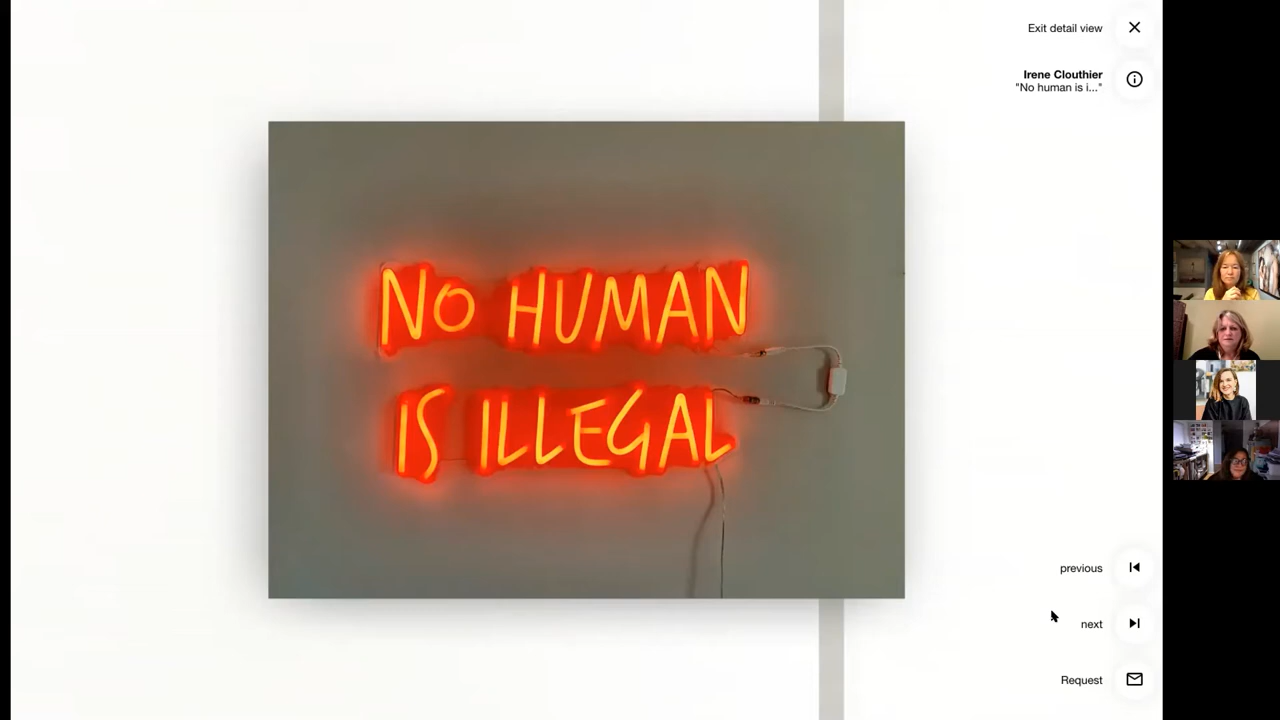 Exit detail view
Irene Clouthier
"No human is i..."
NO HUMAN
IS ILLEGAL
previous
next
Request